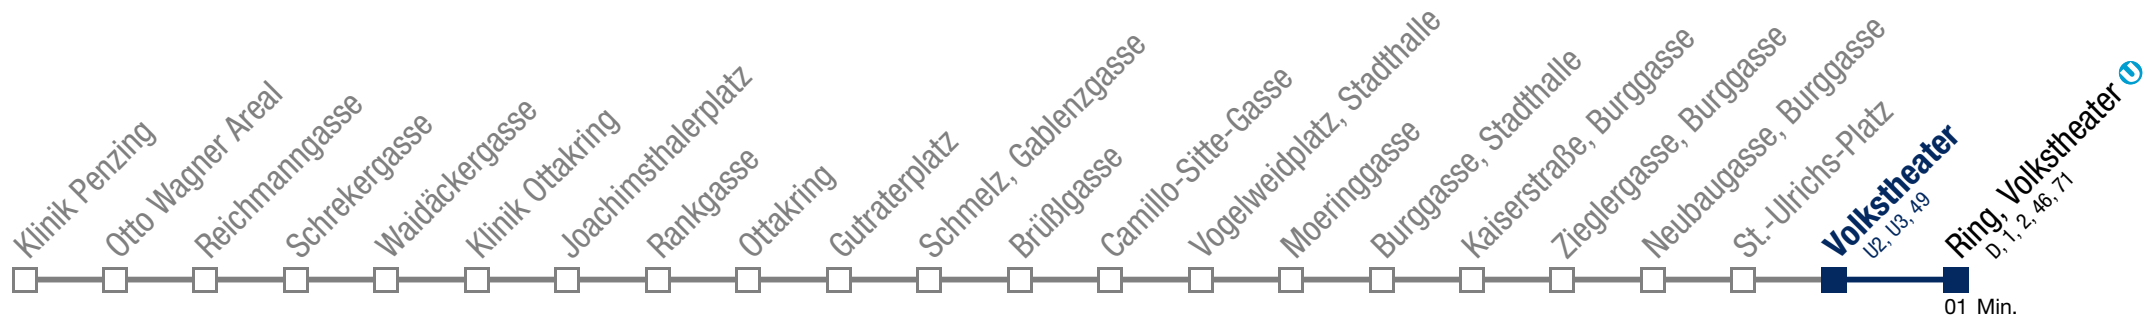 Klinik Penzing
Otto Wagner Areal
Reichmanngasse
Schrekergasse
Waidäckergasse
Klinik Ottakring
Joachimsthalerplatz
Rankgasse
Ottakring
Gutraterplatz
Schmelz, Gablenzgasse
Brüßlgasse
Camillo-Sitte-Gasse
Vogelweidplatz, Stadthalle
Moeringgasse
Burggasse, Stadthalle
Kaiserstraße, Burggasse
Zieglergasse, Burggasse
Neubaugasse, Burggasse
St.-Ulrichs-Platz
Volkstheater
U2, U3, 49
Ring, Volkstheater U
D, 1, 2, 46, 71
01 Min.